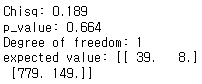 Chisq: 0.189
p_value: 0.664
Degree of freedom: 1
expected value: [[ 39.   8.]
 [779. 149.]]